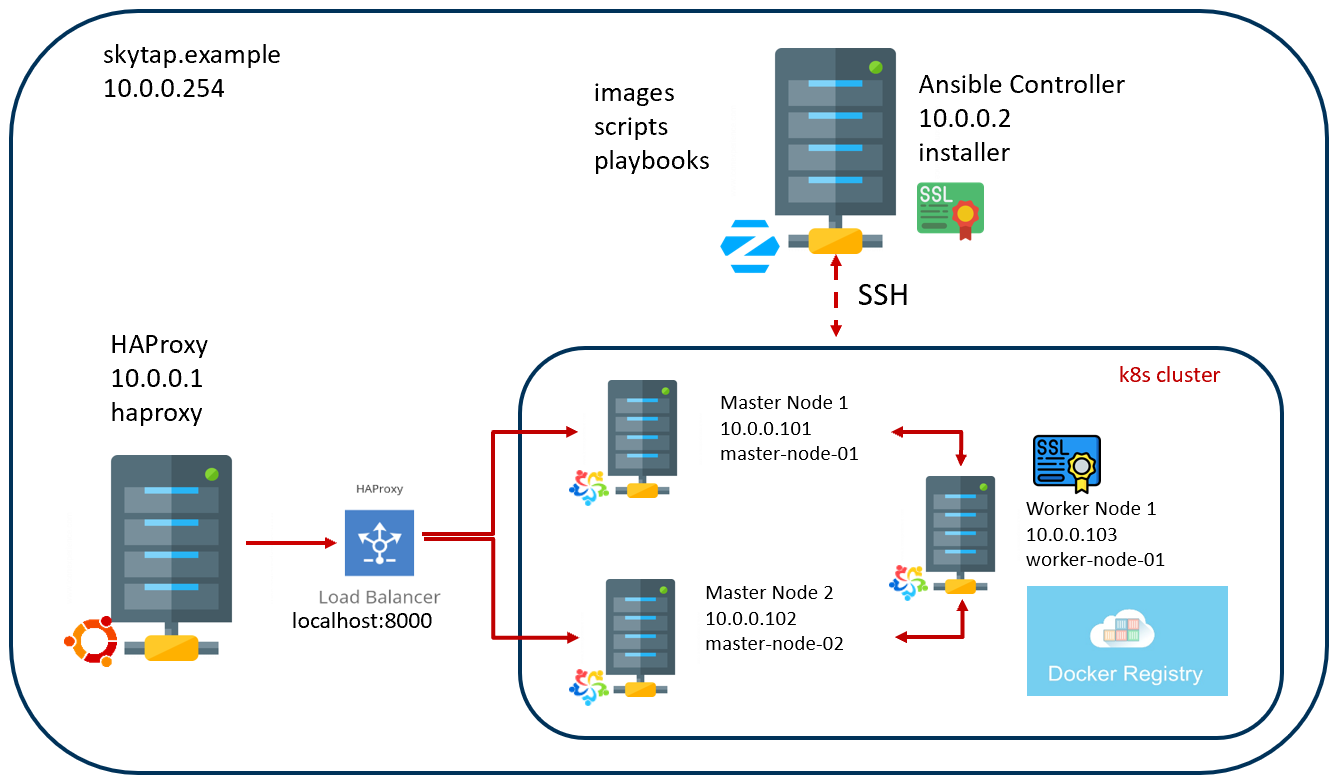 skytap.example
10.0.0.254
images
scripts
playbooks
Ansible Controller
10.0.0.2
installer
SSL
SSH
HAProxy
10.0.0.1
haproxy
HAProxy
Load Balancer
localhost:8000
k8s cluster
Master Node 1
10.0.0.101
master-node-01
SSL
Worker Node 1
10.0.0.103
worker-node-01
Master Node 2
10.0.0.102
master-node-02
Docker Registry